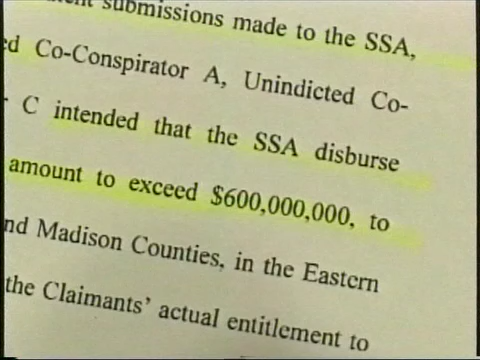 submissions made to the SSA,
Co-Conspirator A, Unindicted Co-
C intended that the SSA disburse
amount to exceed $600,000,000, to
nd Madison Counties, in the Eastern
the Claimants' actual entitlement to